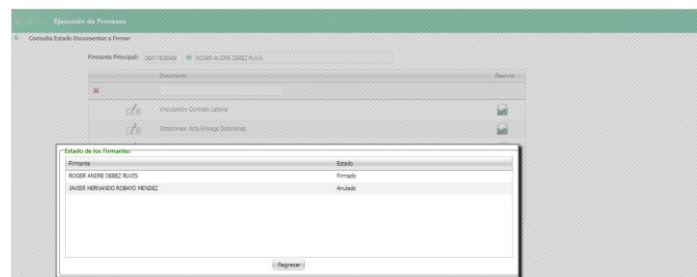 Ejecución de Procesos
Consulta Estado Documentos a Firmar
Firmante Principal: ROGER ANDRE DEBEZ RUVIS
Documento Reenviar
Vinculación: Contrato Laboral
Dotaciones: Acta Entrega Dotaciones
Estado de los Firmantes
Firmante Estado
ROGER ANDRE DEBEZ RUVIS Firmado
JAVIER HERNANDO ROBAYO MENDEZ Anulado
Regresar